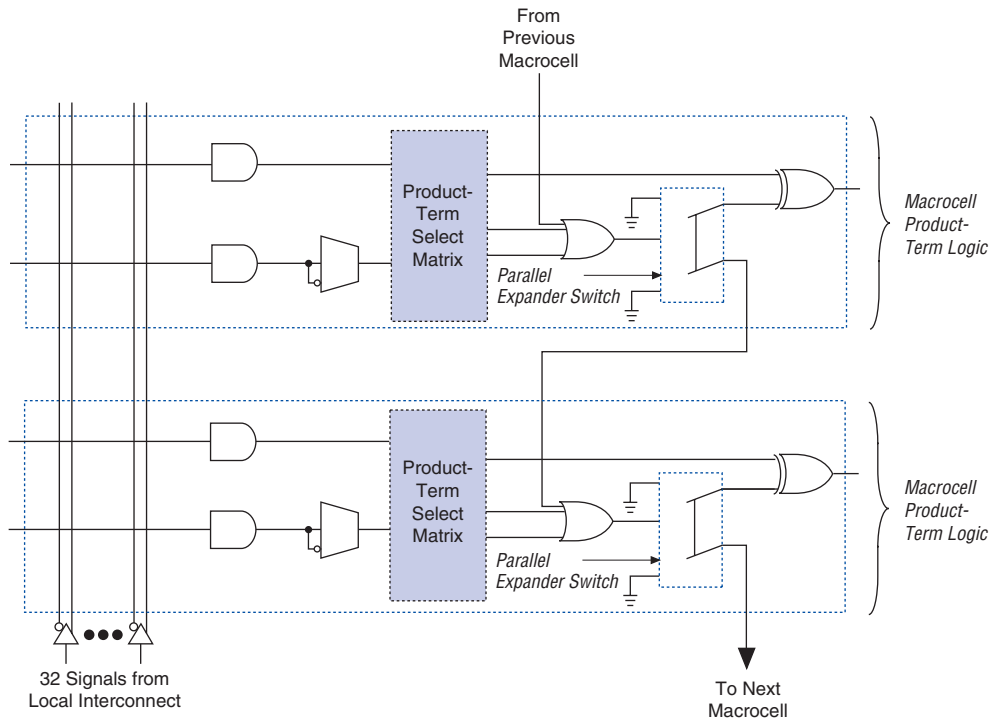 From
Previous
Macrocell
Product-
Term
Select
Matrix
Macrocell
Product-
Term Logic
Parallel
Expander Switch
Product-
Term
Select
Matrix
Macrocell
Product-
Term Logic
Parallel
Expander Switch
32 Signals from
Local Interconnect
To Next
Macrocell